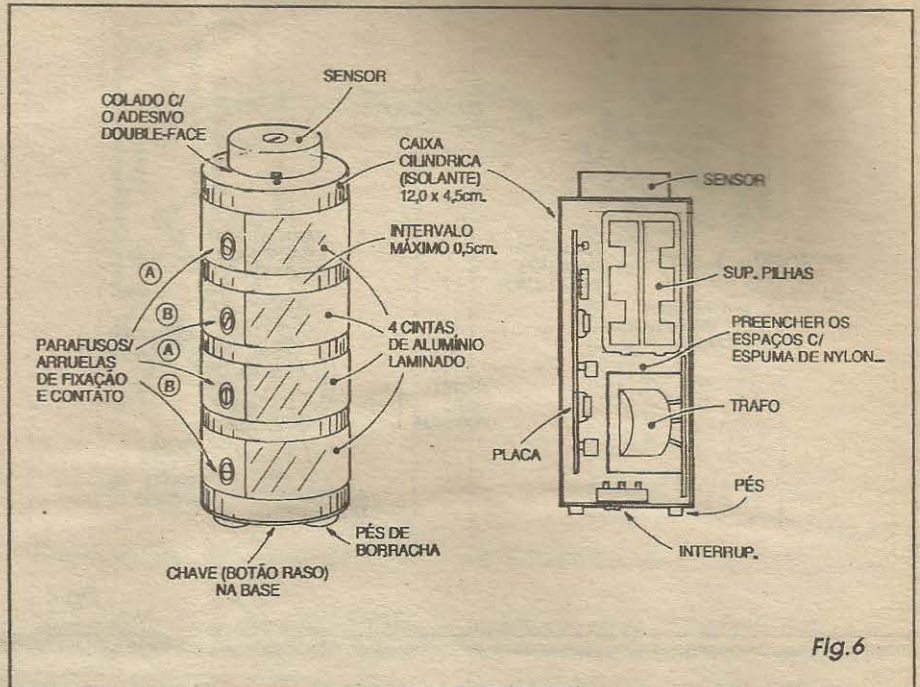 SENSOR
COLADO C/
O ADESIVO
DOUBLE-FACE
CAIXA
CILINDRICA
(ISOLANTE)
12,0 x 4,5cm.
INTERVALO
MÁXIMO 0,5cm.
A
B
A
B
PARAFUSOS/
ARRUELAS
DE FIXAÇÃO
E CONTATO
4 CINTAS
DE ALUMÍNIO
LAMINADO
PÉS DE
BORRACHA
CHAVE (BOTÃO RASO)
NA BASE
SENSOR
SUP. PILHAS
PREENCHER OS
ESPAÇOS C/
ESPUMA DE NYLON...
TRAFO
PLACA
PÉS
INTERRUP.
Fig.6